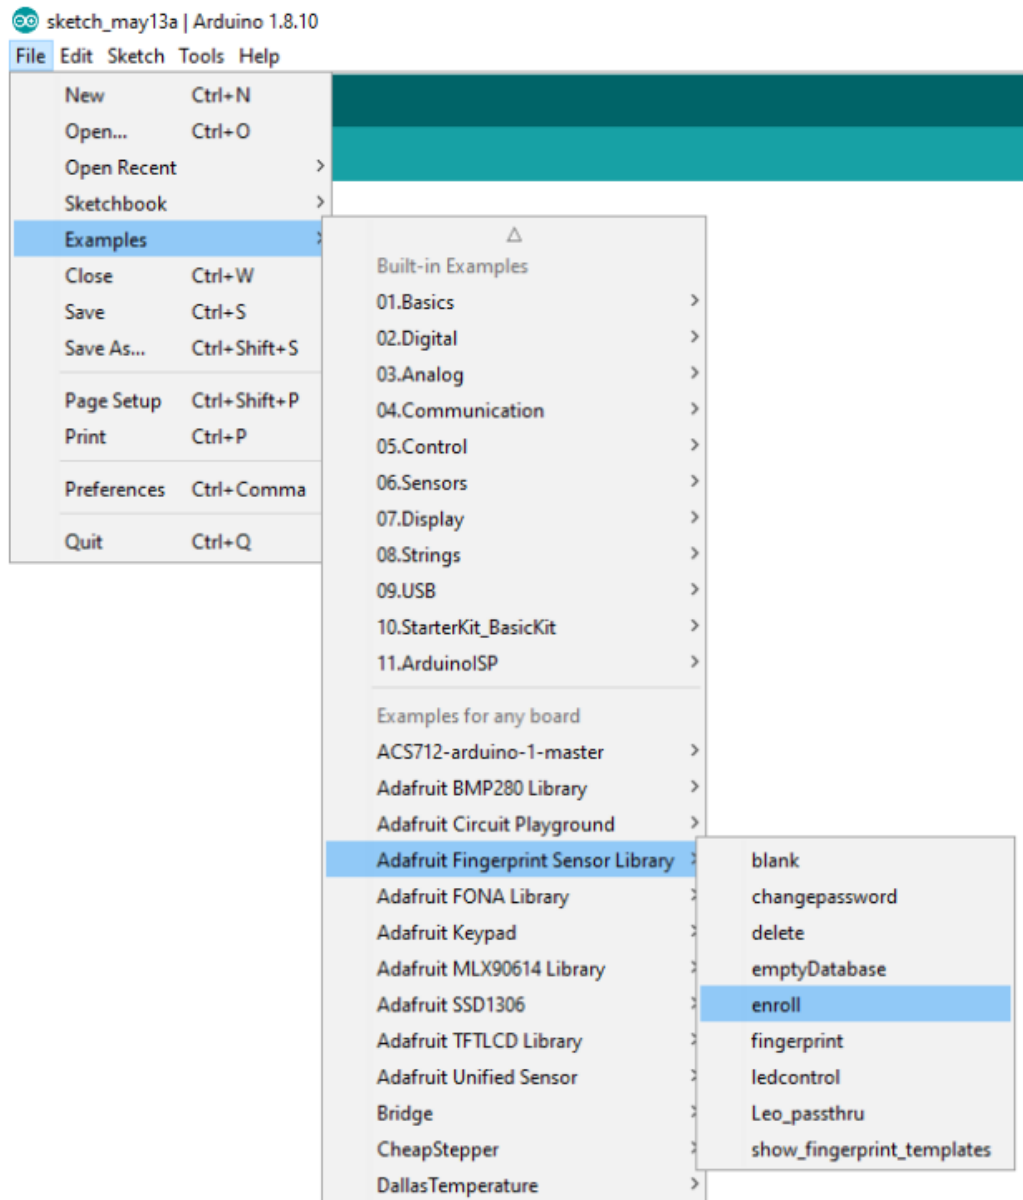 sketch_may13a | Arduino 1.8.10
File Edit Sketch Tools Help
New Ctrl+N
Open... Ctrl+O
Open Recent
Sketchbook
Examples
Close Ctrl+W
Save Ctrl+S
Save As... Ctrl+Shift+S
Page Setup Ctrl+Shift+P
Print Ctrl+P
Preferences Ctrl+Comma
Quit Ctrl+Q
Built-in Examples
01.Basics
02.Digital
03.Analog
04.Communication
05.Control
06.Sensors
07.Display
08.Strings
09.USB
10.StarterKit_BasicKit
11.ArduinoISP
Examples for any board
ACS712-arduino-1-master
Adafruit BMP280 Library
Adafruit Circuit Playground
Adafruit Fingerprint Sensor Library
Adafruit FONA Library
Adafruit Keypad
Adafruit MLX90614 Library
Adafruit SSD1306
Adafruit TFTLCD Library
Adafruit Unified Sensor
Bridge
CheapStepper
DallasTemperature
blank
changepassword
delete
emptyDatabase
enroll
fingerprint
ledcontrol
Leo_passthru
show_fingerprint_templates